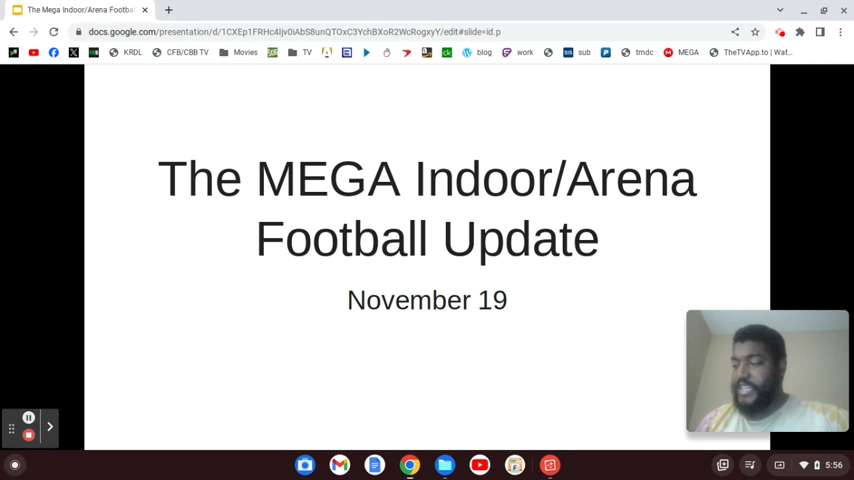 The Mega Indoor/Arena Footba
docs.google.com/presentation/d/1CXEp1FRHc4Ijv0iAbS8unQTOxC3YchBXoR2WcRogxyY/edit#slide=id.p
KRDL CFB/CBB TV Movies TV blog work sub tmdc MEGA TheTVApp.to | Wat...
The MEGA Indoor/Arena
Football Update
November 19
5:56